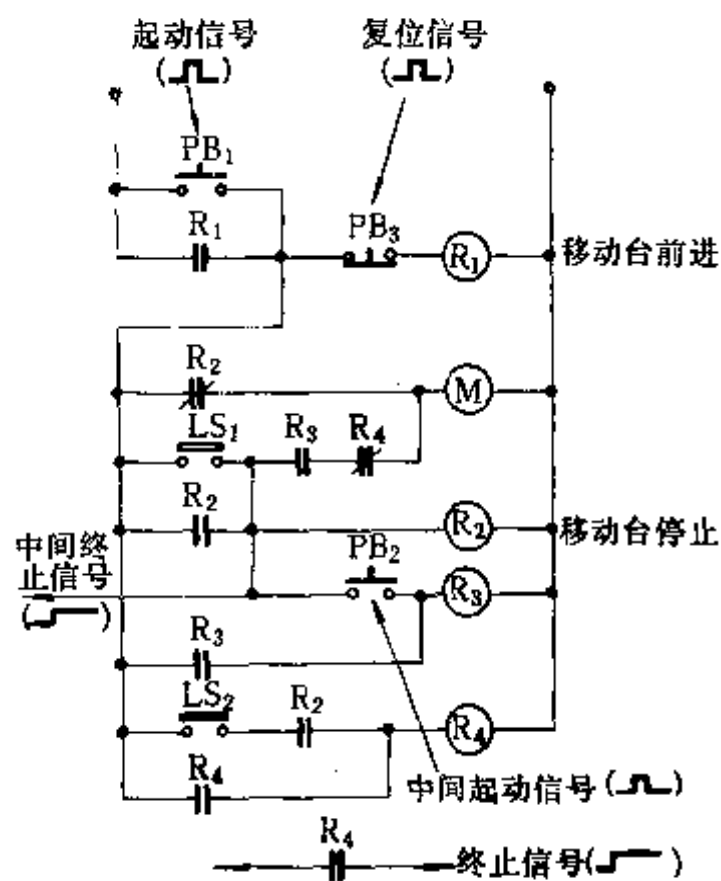 起动信号 复位信号
(⎍) (⎍)
PB₁
R₁ PB₃ R₁ 移动台前进
R₂ M
LS₁ R₃ R₄
R₂ R₂ 移动台停止
中间终
止信号
PB₂ R₃
R₃
LS₂ R₂ R₄
R₄ 中间起动信号
R₄ 终止信号